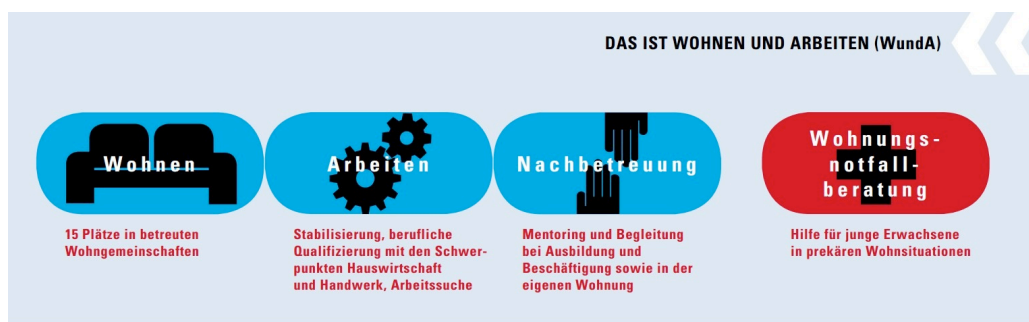 DAS IST WOHNEN UND ARBEITEN (WundA)
Wohnen
15 Plätze in betreuten
Wohngemeinschaften
Arbeiten
Stabilisierung, berufliche
Qualifizierung mit den Schwer-
punkten Hauswirtschaft
und Handwerk, Arbeitssuche
Nachbetreuung
Mentoring und Begleitung
bei Ausbildung und
Beschäftigung sowie in der
eigenen Wohnung
Wohnungs-
notfall-
beratung
Hilfe für junge Erwachsene
in prekären Wohnsituationen